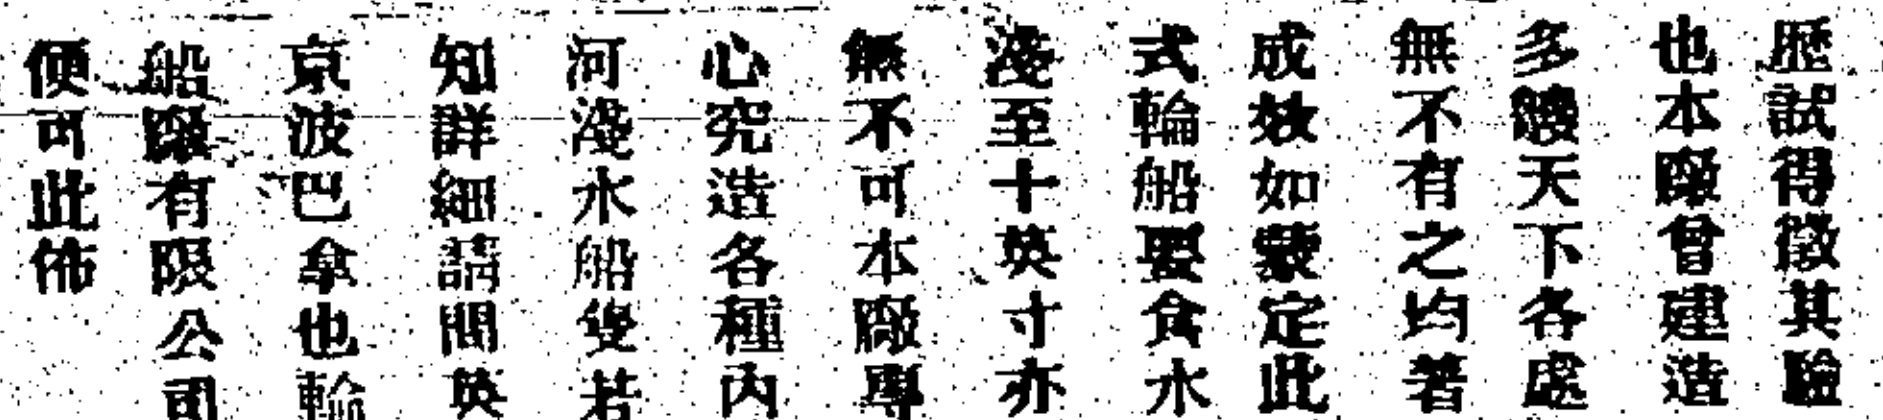 歷試得徵其驗
也本廠曾建造
多艘天下各處
無不有之均著
成效如蒙定此
式輪船要食水
淺至十英寸亦
無不可本廠專
心究造各種內
河淺水船隻若
知詳細請問英
京波巴拿也輪
船廠有限公司
便可此佈